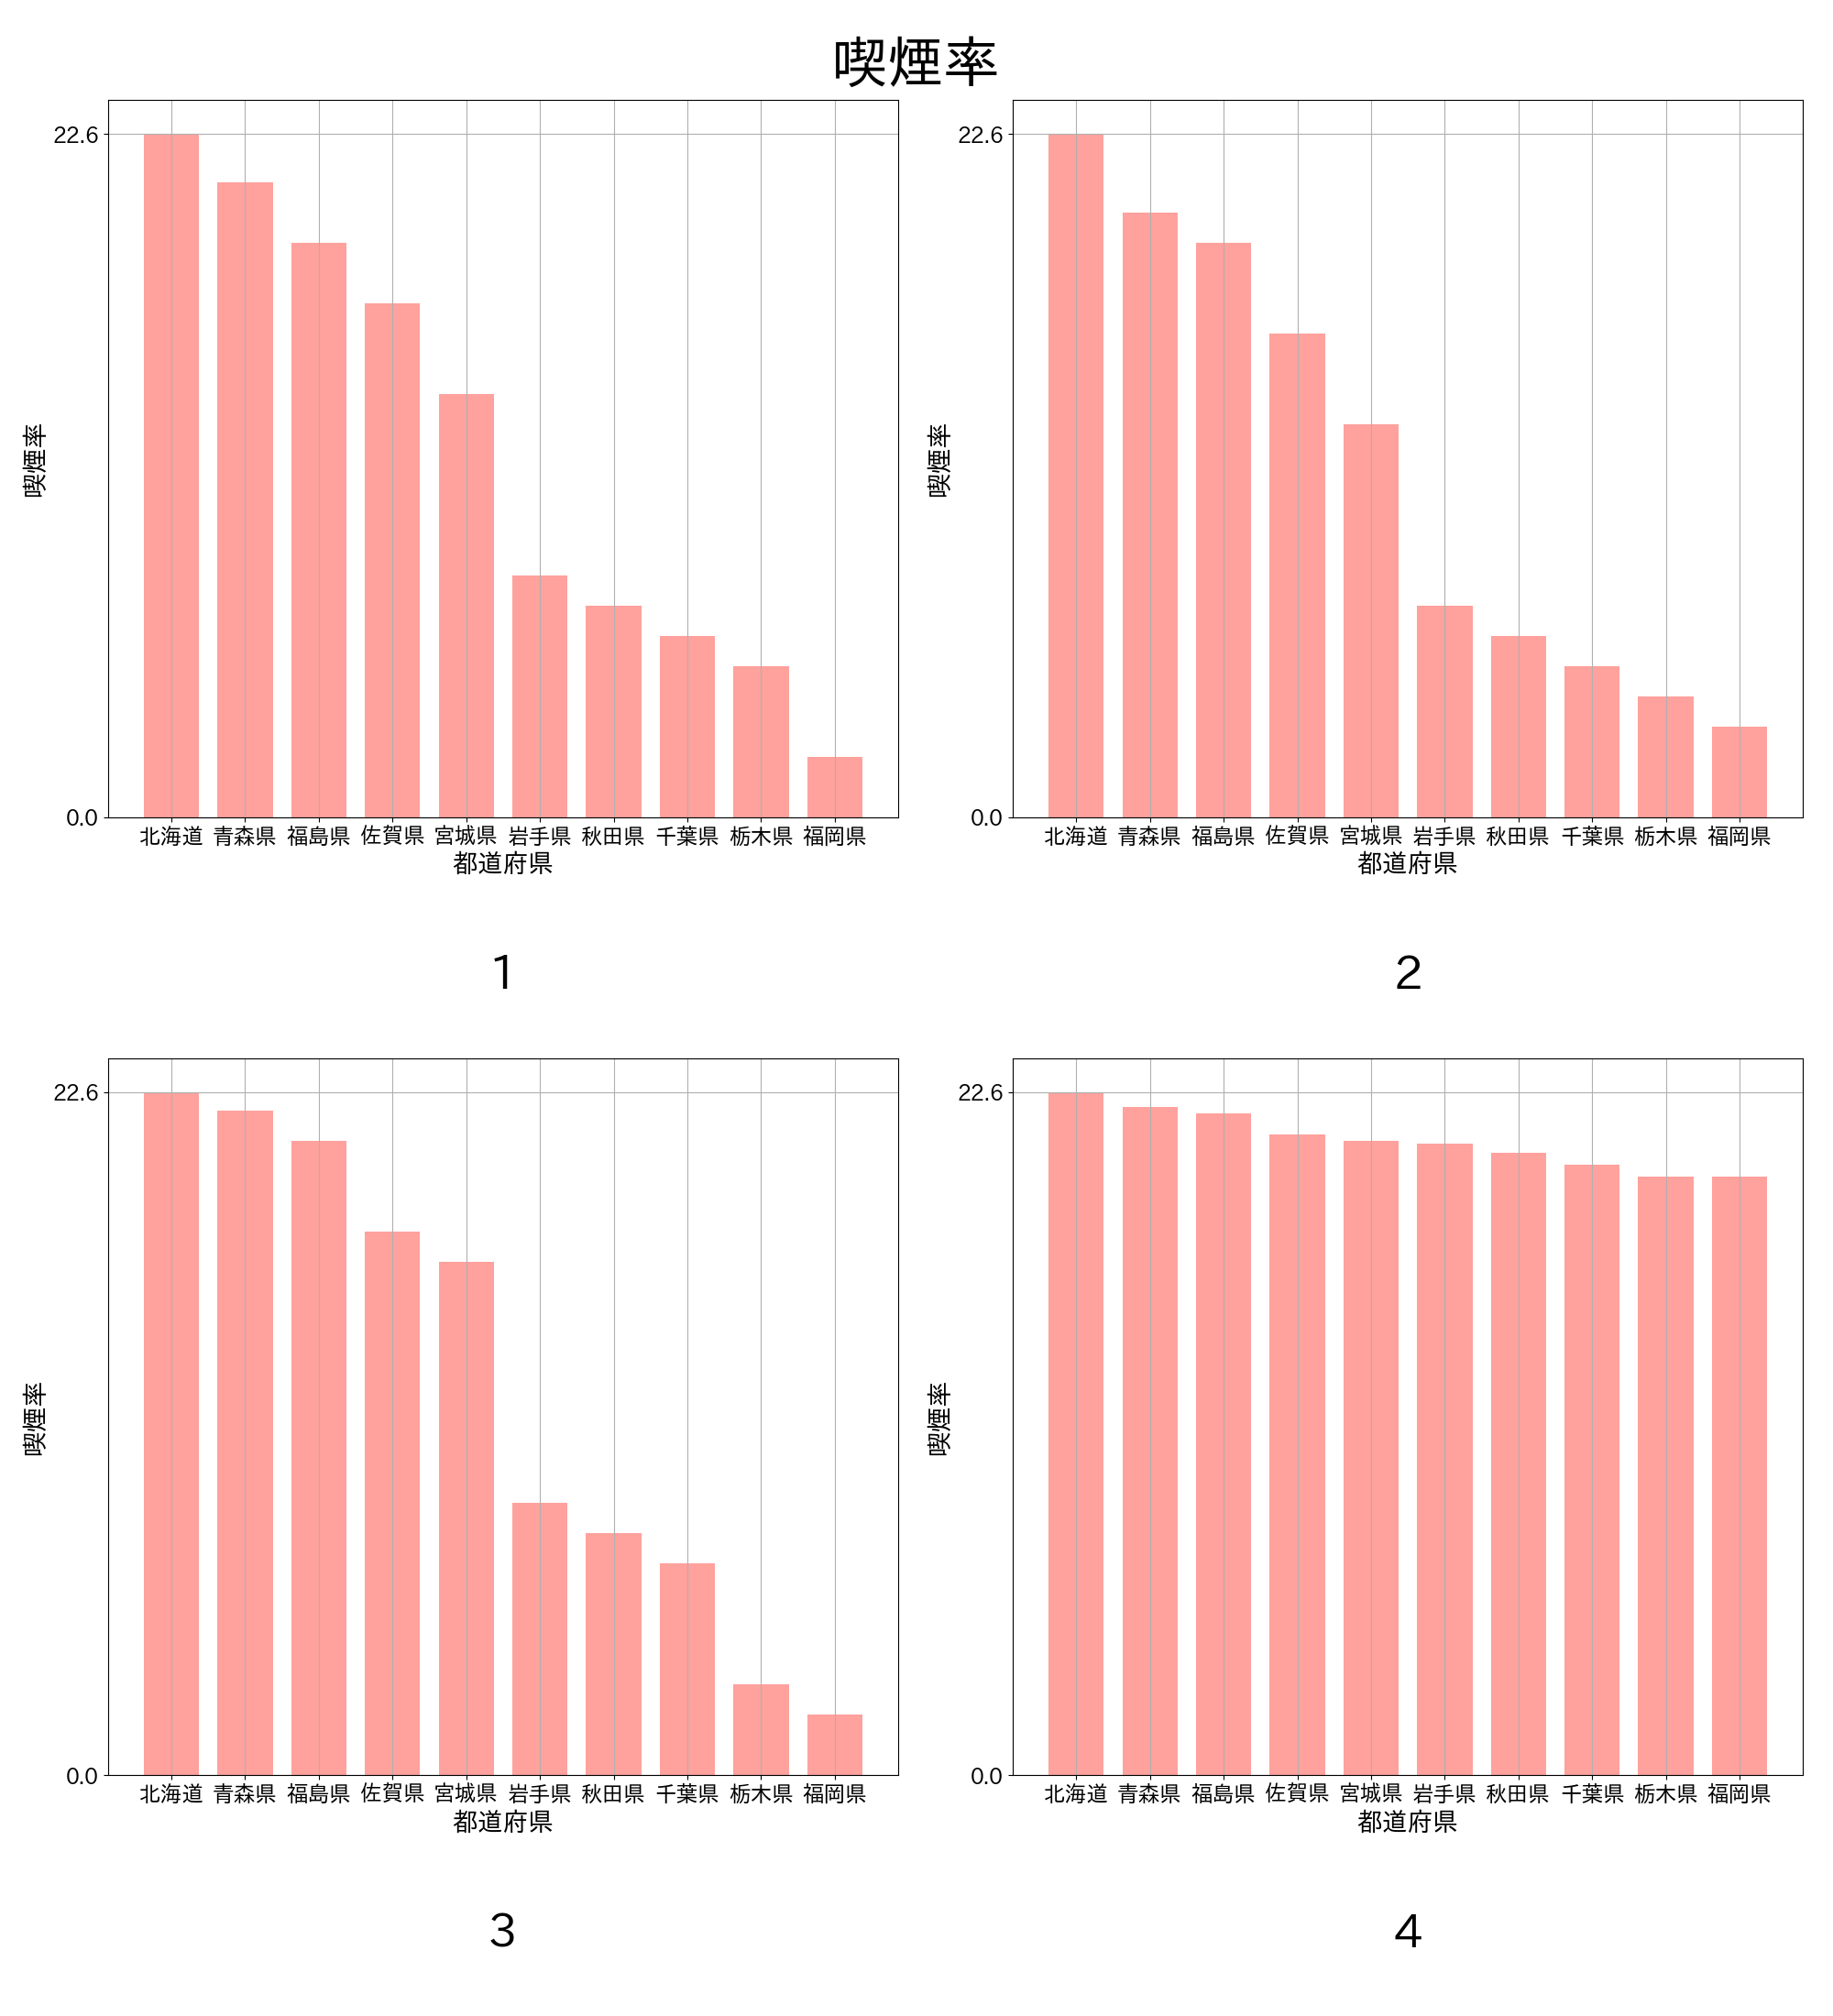 喫煙率
22.6
喫煙率
0.0
北海道 青森県 福島県 佐賀県 宮城県 岩手県 秋田県 千葉県 栃木県 福岡県
都道府県
1
22.6
喫煙率
0.0
北海道 青森県 福島県 佐賀県 宮城県 岩手県 秋田県 千葉県 栃木県 福岡県
都道府県
2
22.6
喫煙率
0.0
北海道 青森県 福島県 佐賀県 宮城県 岩手県 秋田県 千葉県 栃木県 福岡県
都道府県
3
22.6
喫煙率
0.0
北海道 青森県 福島県 佐賀県 宮城県 岩手県 秋田県 千葉県 栃木県 福岡県
都道府県
4